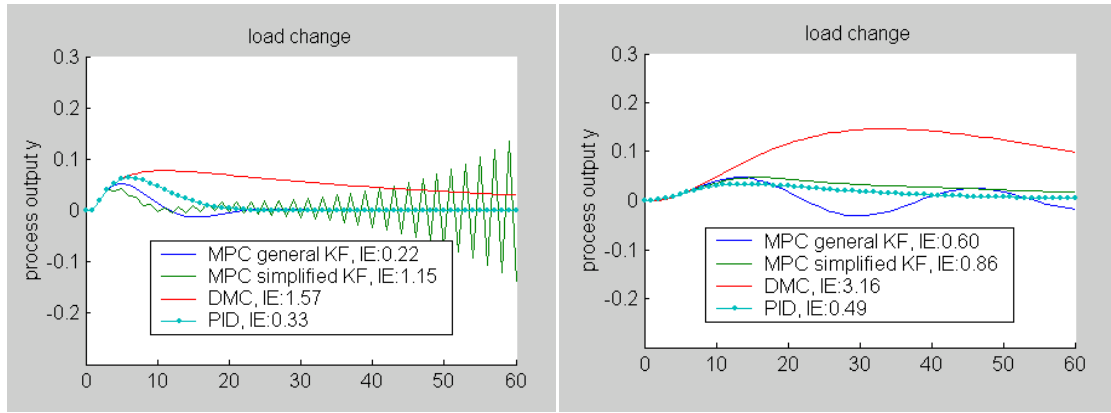 load change
process output y
0.3
0.2
0.1
0
-0.1
-0.2
MPC general KF, IE:0.22
MPC simplified KF, IE:1.15
DMC, IE:1.57
PID, IE:0.33
0 10 20 30 40 50 60
load change
process output y
0.3
0.2
0.1
0
-0.1
-0.2
MPC general KF, IE:0.60
MPC simplified KF, IE:0.86
DMC, IE:3.16
PID, IE:0.49
0 10 20 30 40 50 60